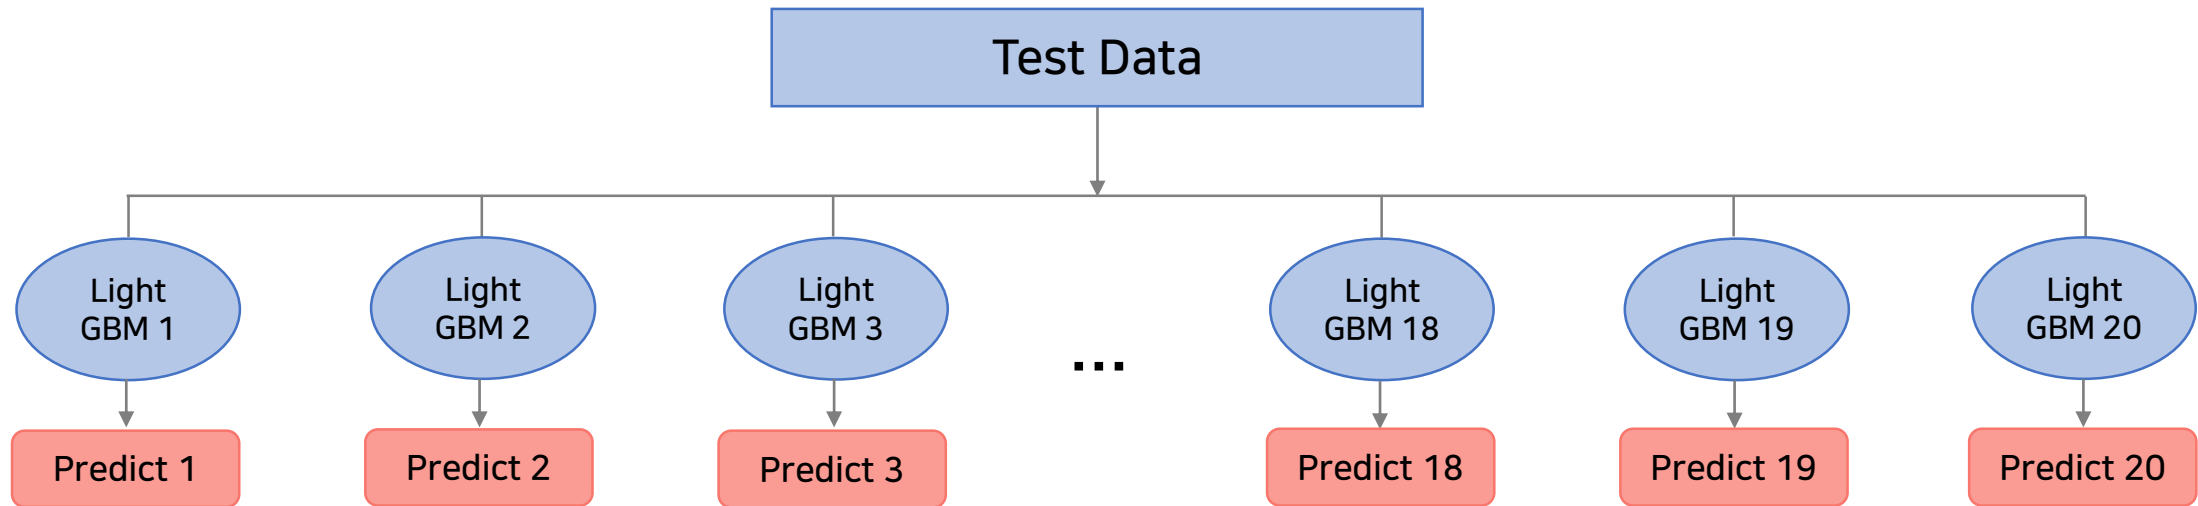 Test Data
Light
GBM 1
Light
GBM 2
Light
GBM 3
...
Light
GBM 18
Light
GBM 19
Light
GBM 20
Predict 1
Predict 2
Predict 3
Predict 18
Predict 19
Predict 20